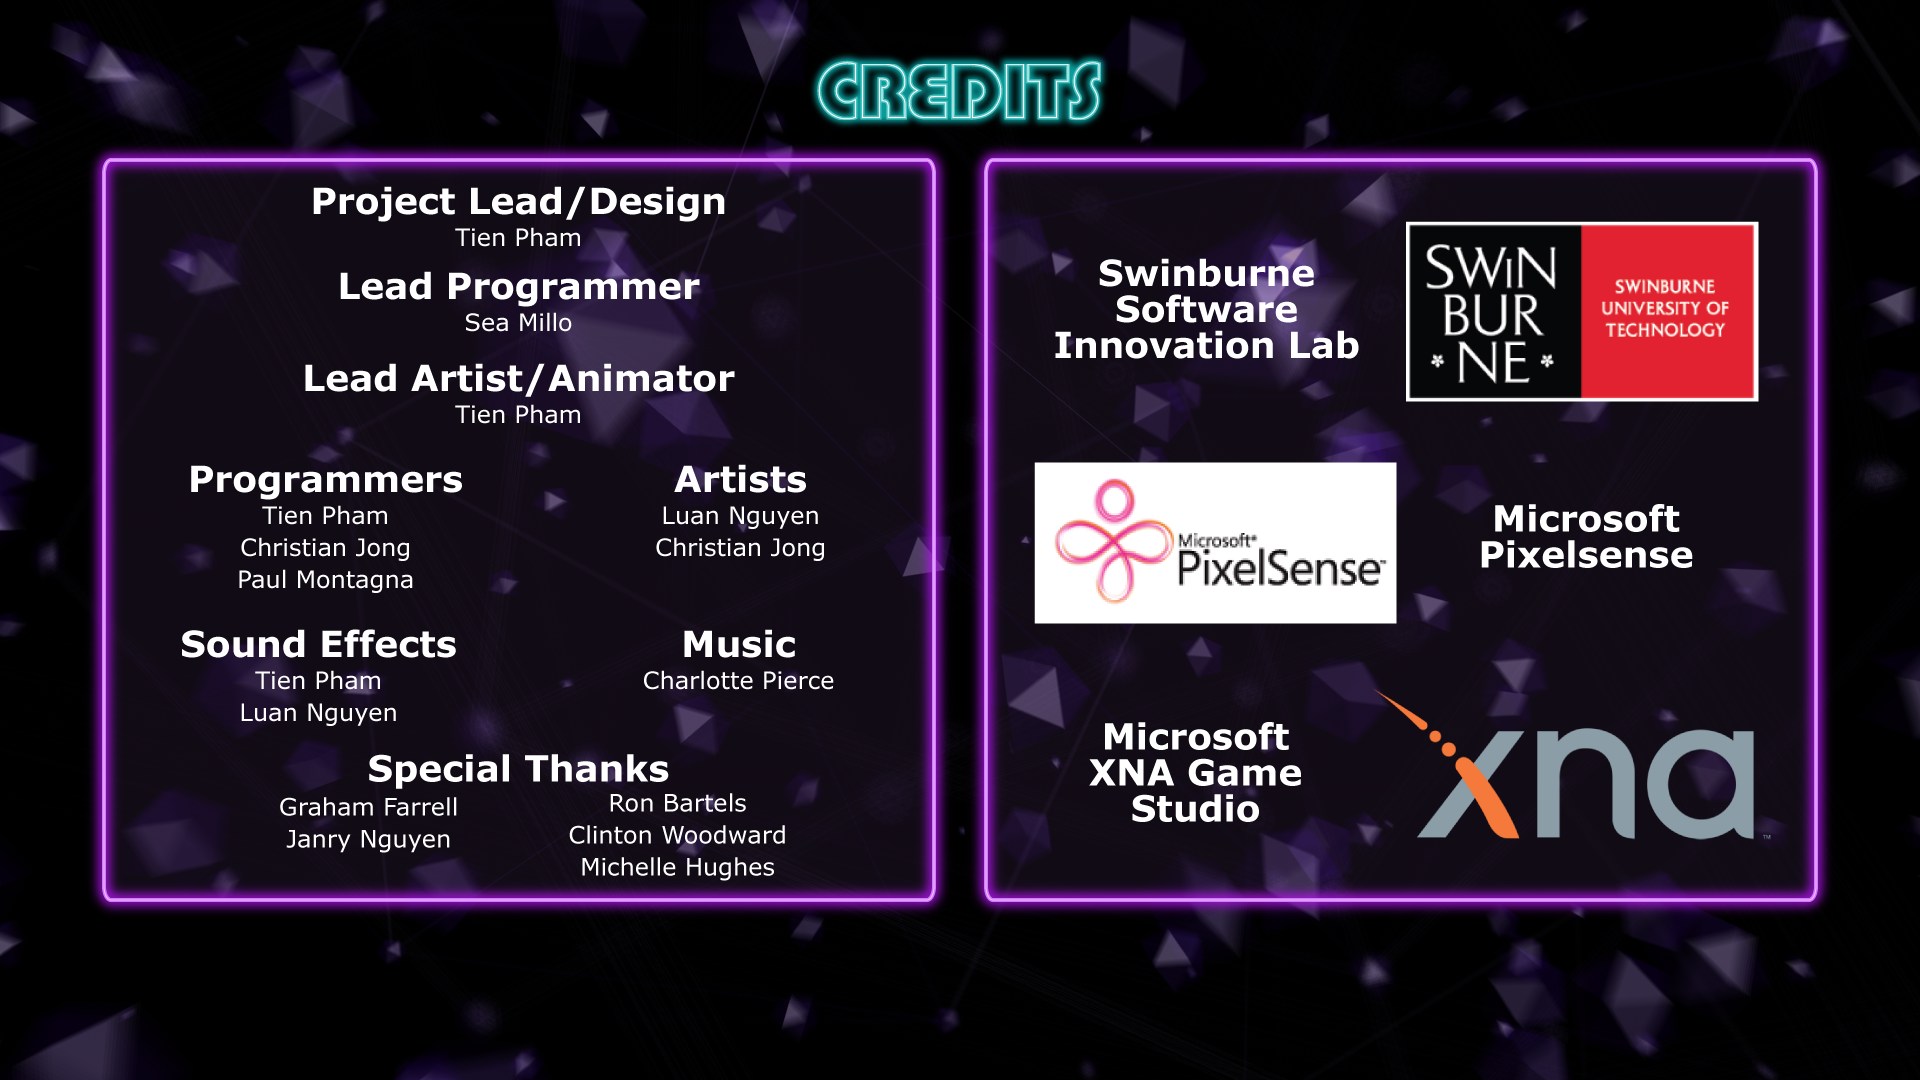 CREDITS
Project Lead/Design
Tien Pham
Lead Programmer
Sea Millo
Lead Artist/Animator
Tien Pham
Programmers
Tien Pham
Christian Jong
Paul Montagna
Artists
Luan Nguyen
Christian Jong
Sound Effects
Tien Pham
Luan Nguyen
Music
Charlotte Pierce
Special Thanks
Graham Farrell
Janry Nguyen
Ron Bartels
Clinton Woodward
Michelle Hughes
Swinburne
Software
Innovation Lab
SWiN
BUR
NE
SWINBURNE
UNIVERSITY OF
TECHNOLOGY
Microsoft®
PixelSense™
Microsoft
Pixelsense
Microsoft
XNA Game
Studio
xna™